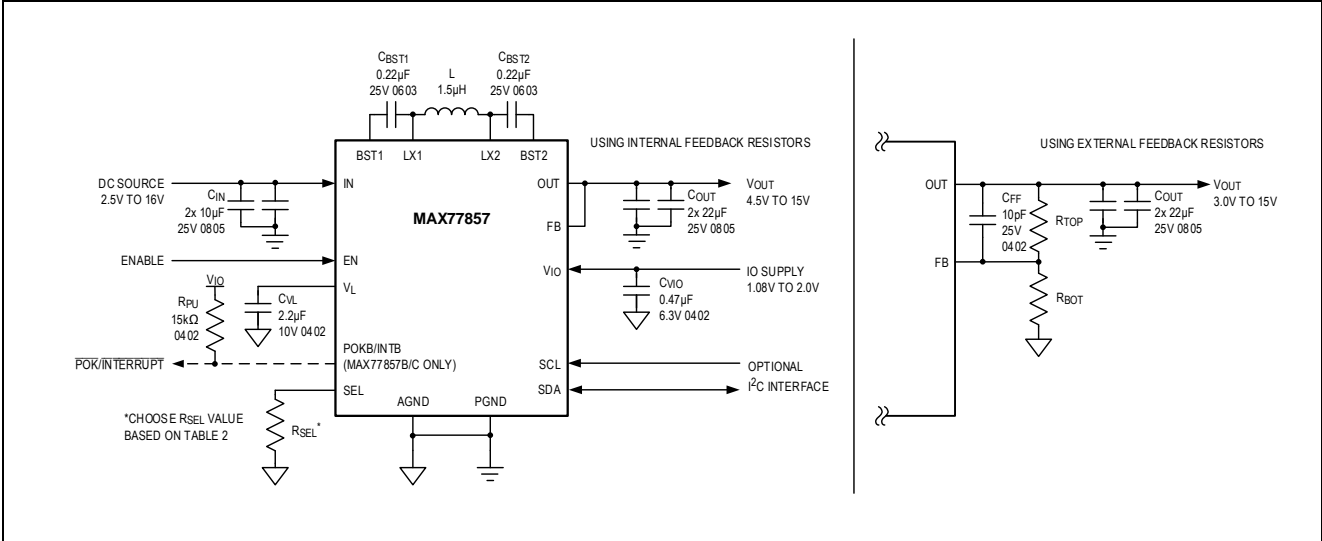 CBST1
0.22µF
25V 0603
L
1.5µH
CBST2
0.22µF
25V 0603
BST1
LX1
LX2
BST2
USING INTERNAL FEEDBACK RESISTORS
DC SOURCE
2.5V TO 16V
CIN
2x 10µF
25V 0805
IN
MAX77857
OUT
FB
COUT
2x 22µF
25V 0805
VOUT
4.5V TO 15V
ENABLE
EN
VIO
RPU
15kΩ
0402
CVL
2.2µF
10V 0402
VL
VIO
CVIO
0.47µF
6.3V 0402
IO SUPPLY
1.08V TO 2.0V
POK/INTERRUPT
POKB/INTB
(MAX77857B/C ONLY)
SEL
SCL
SDA
OPTIONAL
I2C INTERFACE
AGND
PGND
*CHOOSE RSEL VALUE
BASED ON TABLE 2
RSEL*
USING EXTERNAL FEEDBACK RESISTORS
OUT
CFF
10pF
25V
0402
RTOP
COUT
2x 22µF
25V 0805
VOUT
3.0V TO 15V
FB
RBOT